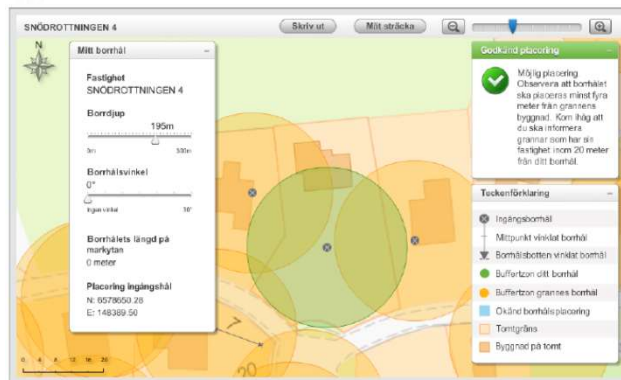 SNÖDROTTNINGEN 4
Skriv ut
Mät sträcka
N
Mitt borrhål
Fastighet
SNÖDROTTNINGEN 4
Borrdjup
195m
0m
300m
Borrhålsvinkel
0°
Ingen vinkel
Borrhålets längd på
markytan
0 meter
Placering ingångshål
N: 6578650.28
E: 148389.50
0 4 8 12 16 20
7
20
Godkänd placering
Möjlig placering
Observera att borrhålet
ska placeras minst fyra
meter från grannens
byggnad. Kom ihåg att
du ska informera
grannar som har sin
fastighet inom 20 meter
från ditt borrhål.
Teckenförklaring
Ingångsborrhål
Mittpunkt vinklat borrhål
Borrhålsbotten vinklat borrhål
Buffertzon ditt borrhål
Buffertzon grannes borrhål
Okänd borrhålsplacering
Tomtgräns
Byggnad på tomt